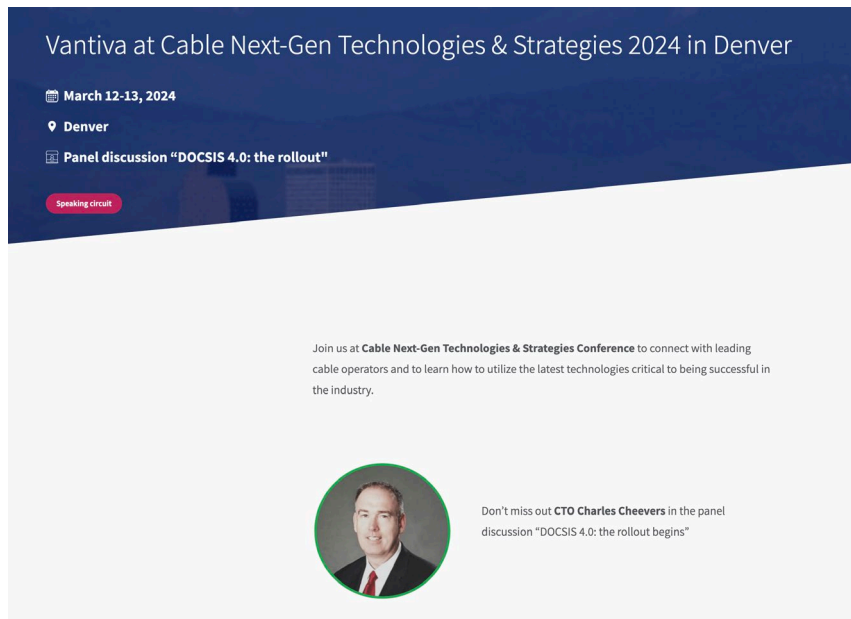 Vantiva at Cable Next-Gen Technologies & Strategies 2024 in Denver
March 12-13, 2024
Denver
Panel discussion “DOCSIS 4.0: the rollout"
Speaking circuit
Join us at Cable Next-Gen Technologies & Strategies Conference to connect with leading
cable operators and to learn how to utilize the latest technologies critical to being successful in
the industry.
Don’t miss out CTO Charles Cheevers in the panel
discussion “DOCSIS 4.0: the rollout begins”